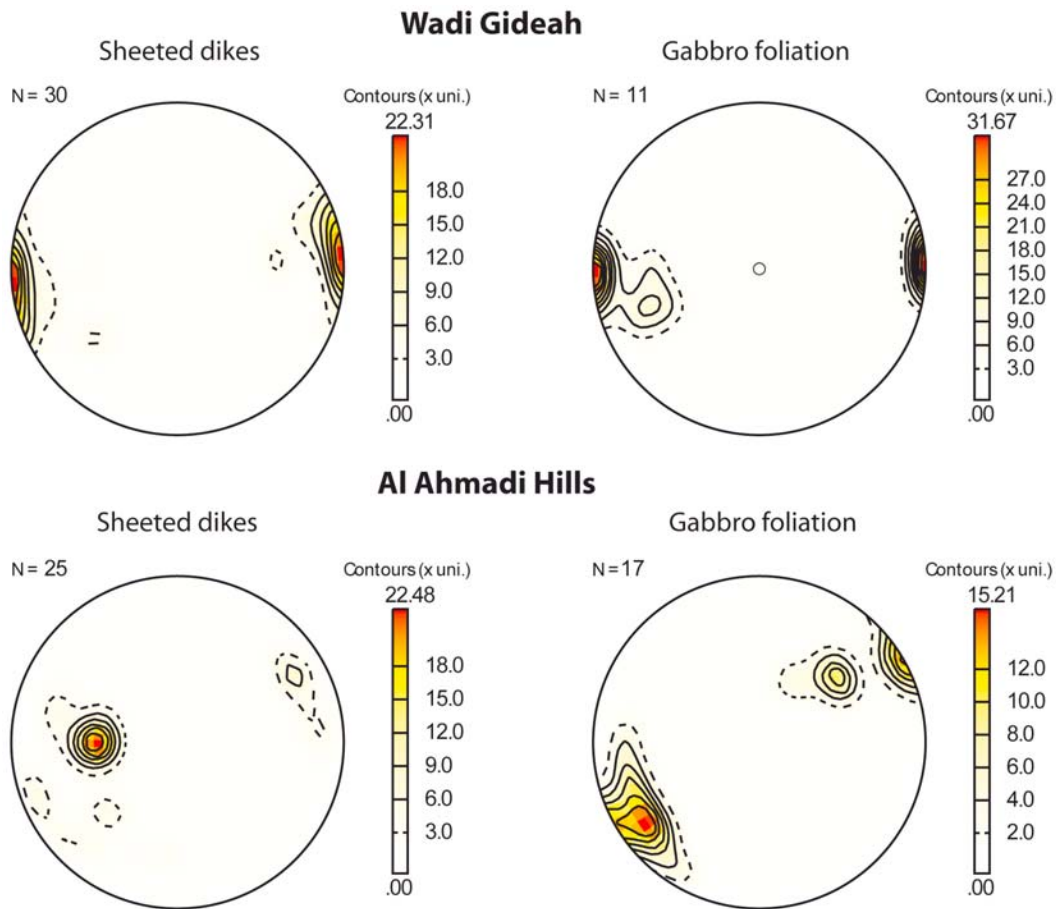 Wadi Gideah
Sheeted dikes
Gabbro foliation
N = 30
Contours (x uni.)
22.31
18.0
15.0
12.0
9.0
6.0
3.0
.00
N = 11
Contours (x uni.)
31.67
27.0
24.0
21.0
18.0
15.0
12.0
9.0
6.0
3.0
.00
Al Ahmadi Hills
Sheeted dikes
Gabbro foliation
N = 25
Contours (x uni.)
22.48
18.0
15.0
12.0
9.0
6.0
3.0
.00
N = 17
Contours (x uni.)
15.21
12.0
10.0
8.0
6.0
4.0
2.0
.00